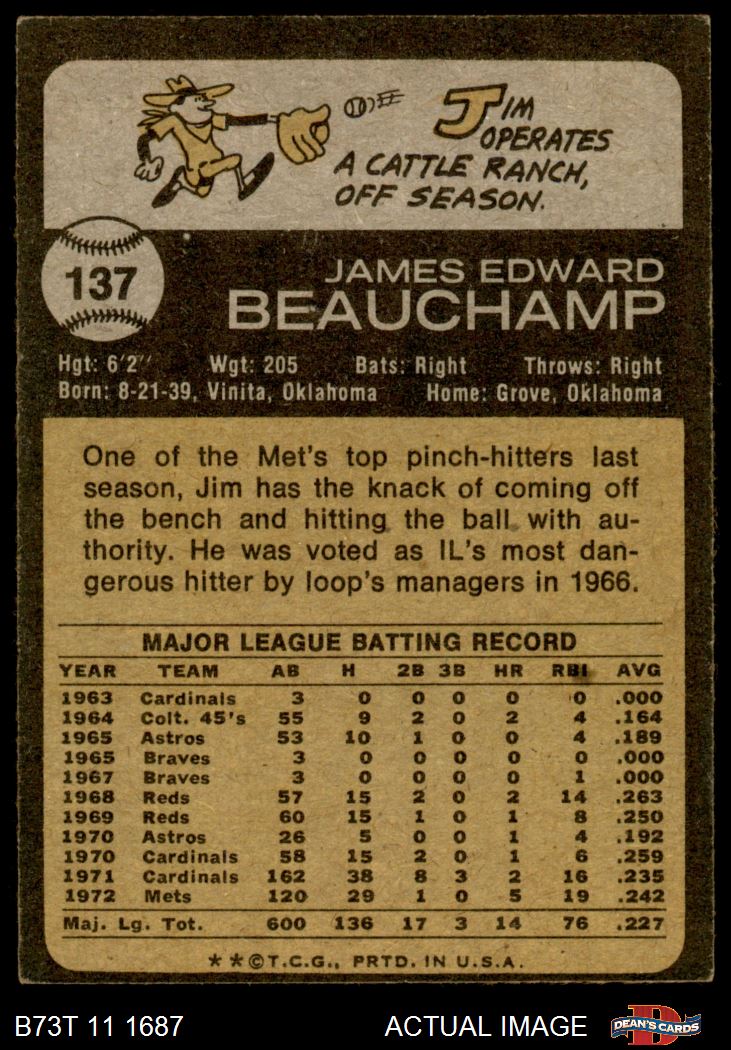 JIM
OPERATES
A CATTLE RANCH,
OFF SEASON.
137
JAMES EDWARD
BEAUCHAMP
Hgt: 6'2" Wgt: 205 Bats: Right Throws: Right
Born: 8-21-39, Vinita, Oklahoma Home: Grove, Oklahoma
One of the Met's top pinch-hitters last
season, Jim has the knack of coming off
the bench and hitting the ball with au-
thority. He was voted as IL's most dan-
gerous hitter by loop's managers in 1966.
MAJOR LEAGUE BATTING RECORD
YEAR TEAM AB H 2B 3B HR RBI AVG
1963 Cardinals 3 0 0 0 0 0 .000
1964 Colt. 45's 55 9 2 0 2 4 .164
1965 Astros 53 10 1 0 0 4 .189
1965 Braves 3 0 0 0 0 0 .000
1967 Braves 3 0 0 0 0 1 .000
1968 Reds 57 15 2 0 2 14 .263
1969 Reds 60 15 1 0 1 8 .250
1970 Astros 26 5 0 0 1 4 .192
1970 Cardinals 58 15 2 0 1 6 .259
1971 Cardinals 162 38 8 3 2 16 .235
1972 Mets 120 29 1 0 5 19 .242
Maj. Lg. Tot. 600 136 17 3 14 76 .227
**©T.C.G., PRTD. IN U.S.A.
B73T 11 1687 ACTUAL IMAGE DEAN'S CARDS